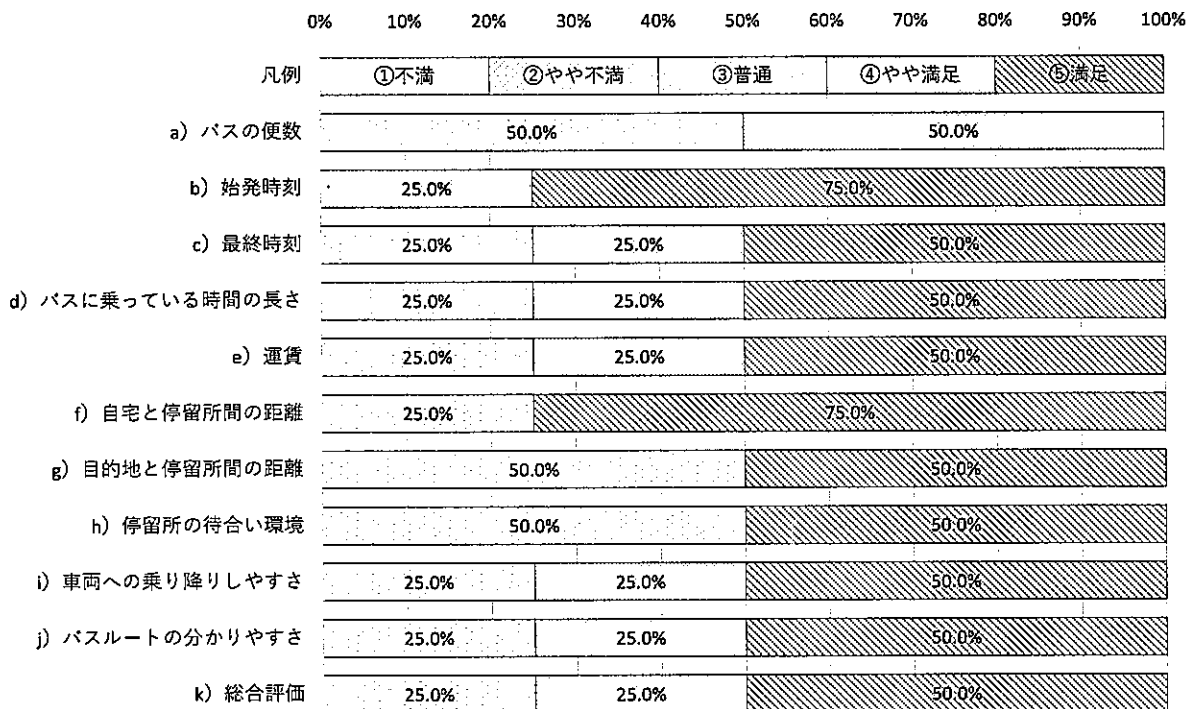 0% 10% 20% 30% 40% 50% 60% 70% 80% 90% 100%
凡例 ①不満 ②やや不満 ③普通 ④やや満足 ⑤満足
a) バスの便数 50.0% 50.0%
b) 始発時刻 25.0% 75.0%
c) 最終時刻 25.0% 25.0% 50.0%
d) バスに乗っている時間の長さ 25.0% 25.0% 50.0%
e) 運賃 25.0% 25.0% 50.0%
f) 自宅と停留所間の距離 25.0% 75.0%
g) 目的地と停留所間の距離 50.0% 50.0%
h) 停留所の待合い環境 50.0% 50.0%
i) 車両への乗り降りしやすさ 25.0% 25.0% 50.0%
j) バスルートの分かりやすさ 25.0% 25.0% 50.0%
k) 総合評価 25.0% 25.0% 50.0%